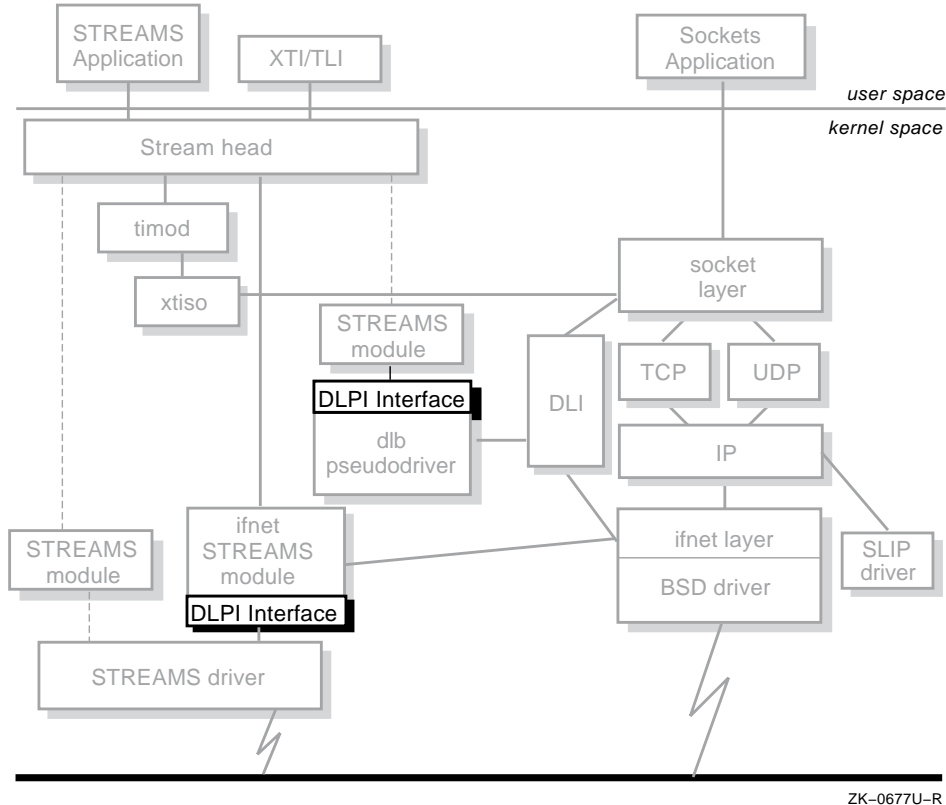 STREAMS
Application
XTI/TLI
Sockets
Application
user space
kernel space
Stream head
timod
xtiso
socket
layer
STREAMS
module
DLPI Interface
dlb
pseudodriver
DLI
TCP
UDP
IP
ifnet
STREAMS
module
DLPI Interface
STREAMS
module
ifnet layer
BSD driver
SLIP
driver
STREAMS driver
ZK–0677U–R